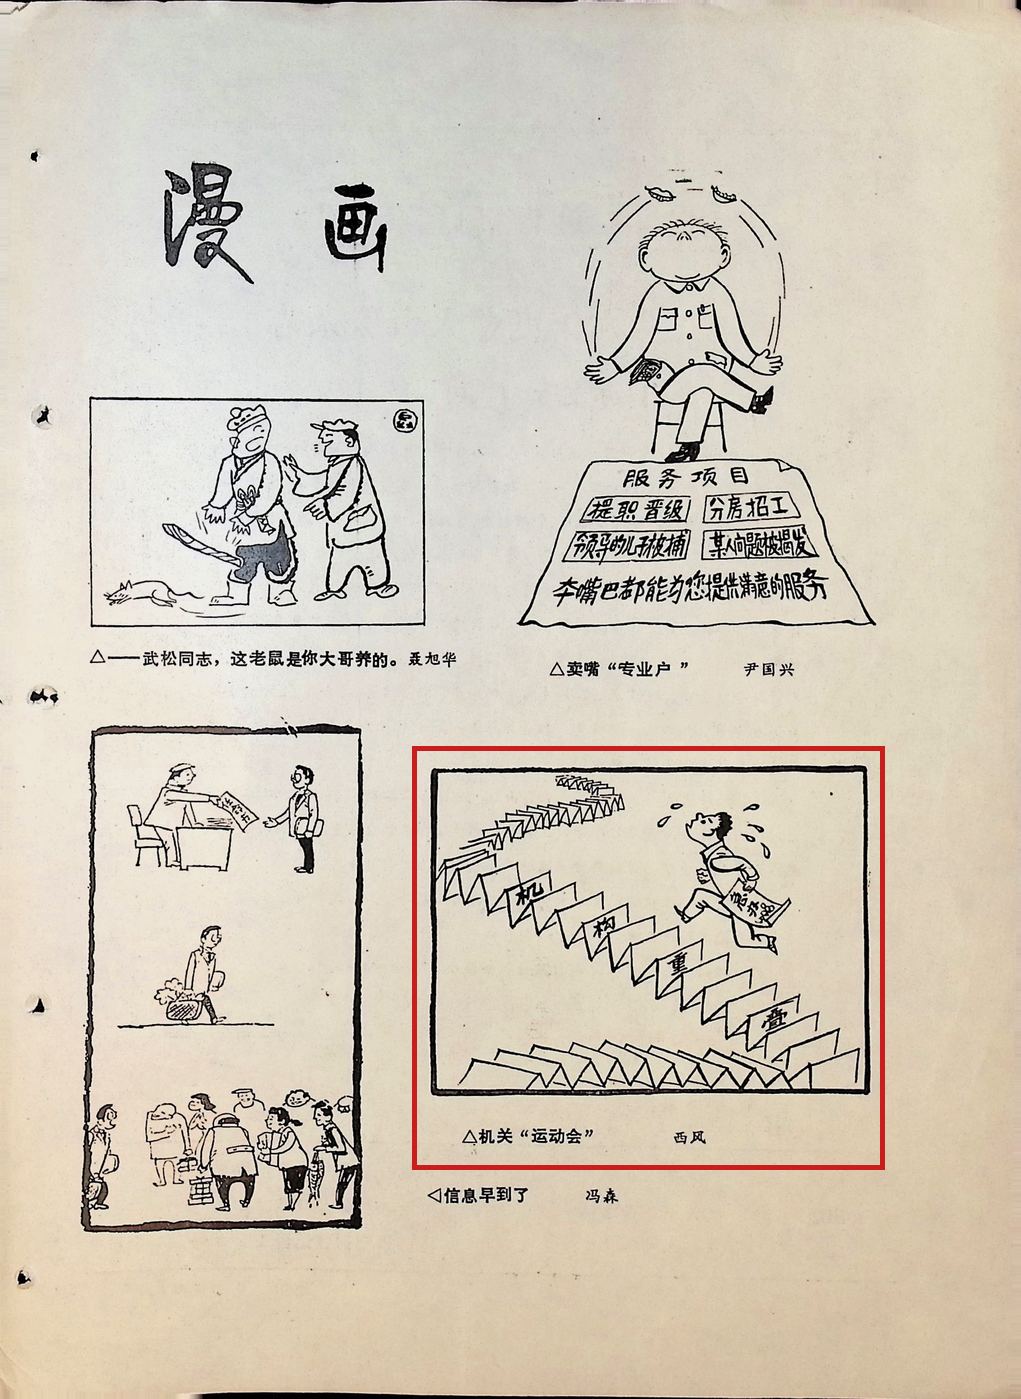 漫画
服务项目
提职晋级 分房招工
令领导的儿子被捕 某人问题被揭发
本嘴巴都能为您提供满意的服务
△——武松同志，这老鼠是你大哥养的。 聂旭华
△卖嘴“专业户” 尹国兴
机构重叠
△机关“运动会” 西风
◁信息早到了 冯森